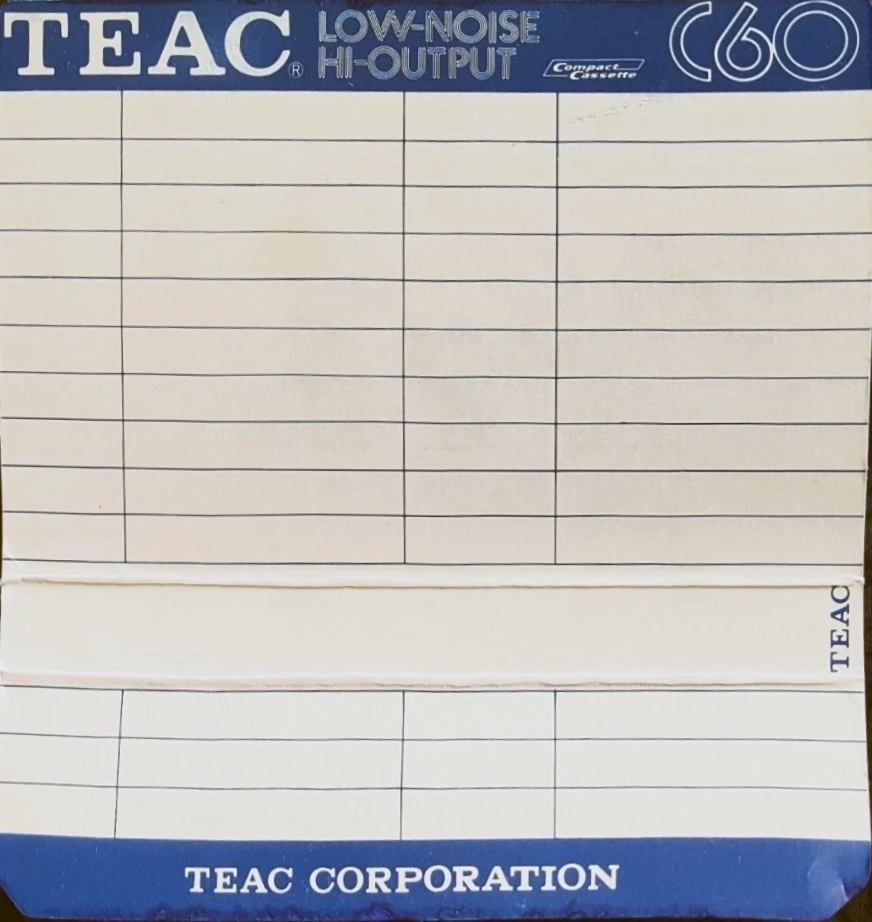 TEAC® LOW-NOISE
HI-OUTPUT
Compact
Cassette
C60
TEAC
TEAC CORPORATION